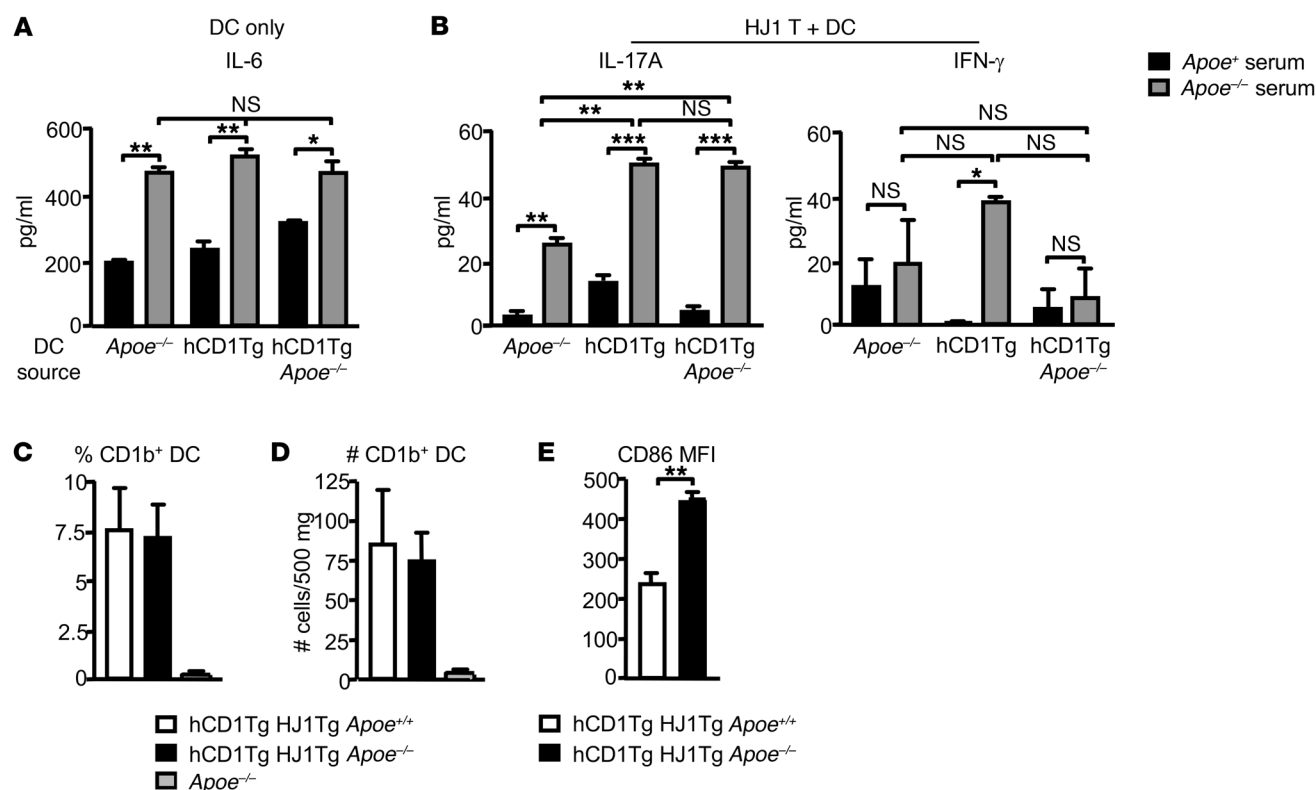 A
DC only
IL-6
NS
**
**
*
600
400
200
0
pg/ml
DC
source
Apoe–/–
hCD1Tg
hCD1Tg
Apoe–/–
B
HJ1 T + DC
IL-17A
**
**
NS
***
***
**
60
40
20
0
pg/ml
Apoe–/–
hCD1Tg
hCD1Tg
Apoe–/–
IFN-γ
NS
NS
NS
*
NS
NS
60
40
20
0
pg/ml
Apoe–/–
hCD1Tg
hCD1Tg
Apoe–/–
Apoe+ serum
Apoe–/– serum
C
% CD1b+ DC
10
7.5
5
2.5
0
D
# CD1b+ DC
125
100
75
50
25
0
# cells/500 mg
hCD1Tg HJ1Tg Apoe+/+
hCD1Tg HJ1Tg Apoe–/–
Apoe–/–
E
CD86 MFI
**
500
400
300
200
100
0
hCD1Tg HJ1Tg Apoe+/+
hCD1Tg HJ1Tg Apoe–/–